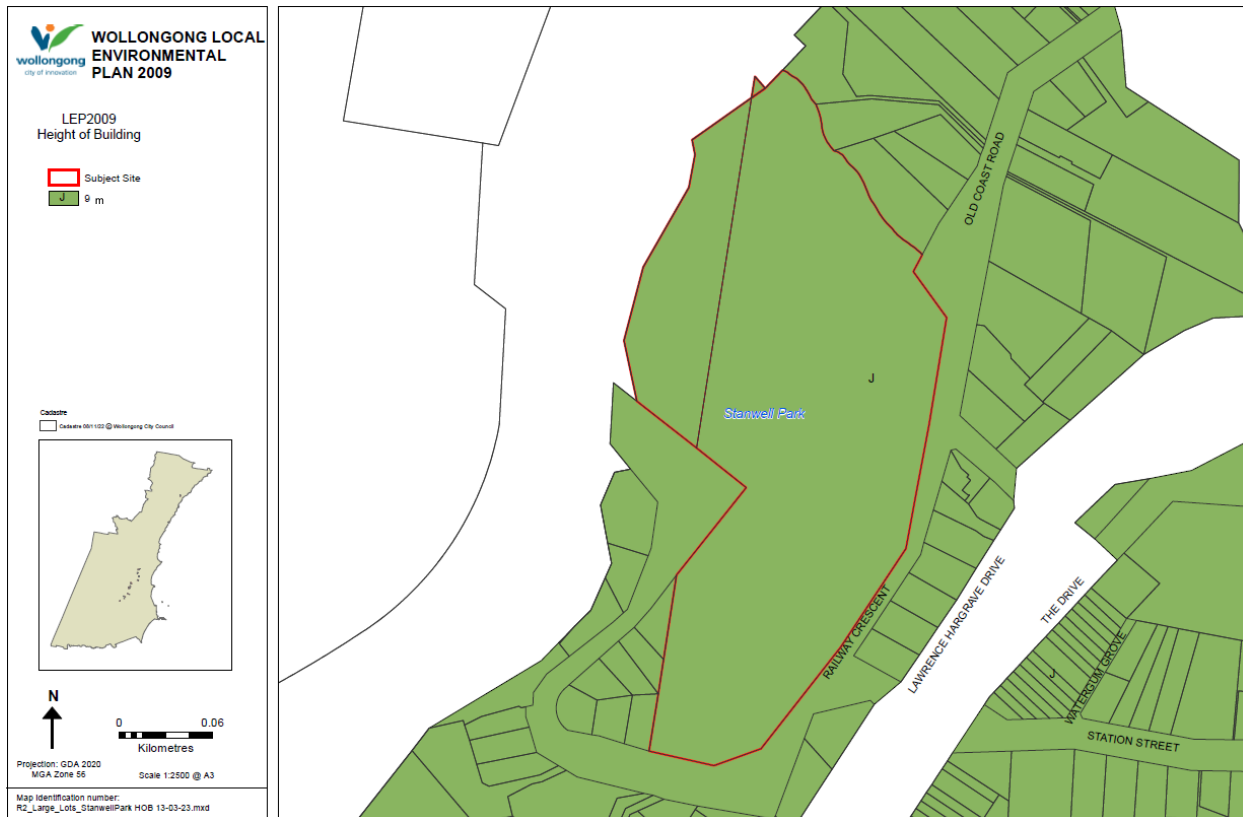 wollongong
city of innovation
WOLLONGONG LOCAL
ENVIRONMENTAL
PLAN 2009
LEP2009
Height of Building
Subject Site
J 9 m
Cadastre
Cadastre 08/11/22 © Wollongong City Council
N
0 0.06
Kilometres
Projection: GDA 2020
MGA Zone 56
Scale 1:2500 @ A3
Map Identification number:
R2_Large_Lots_StanwellPark HOB 13-03-23.mxd
OLD COAST ROAD
J
Stanwell Park
RAILWAY CRESCENT
LAWRENCE HARGRAVE DRIVE
THE DRIVE
J
WATERGUM GROVE
STATION STREET